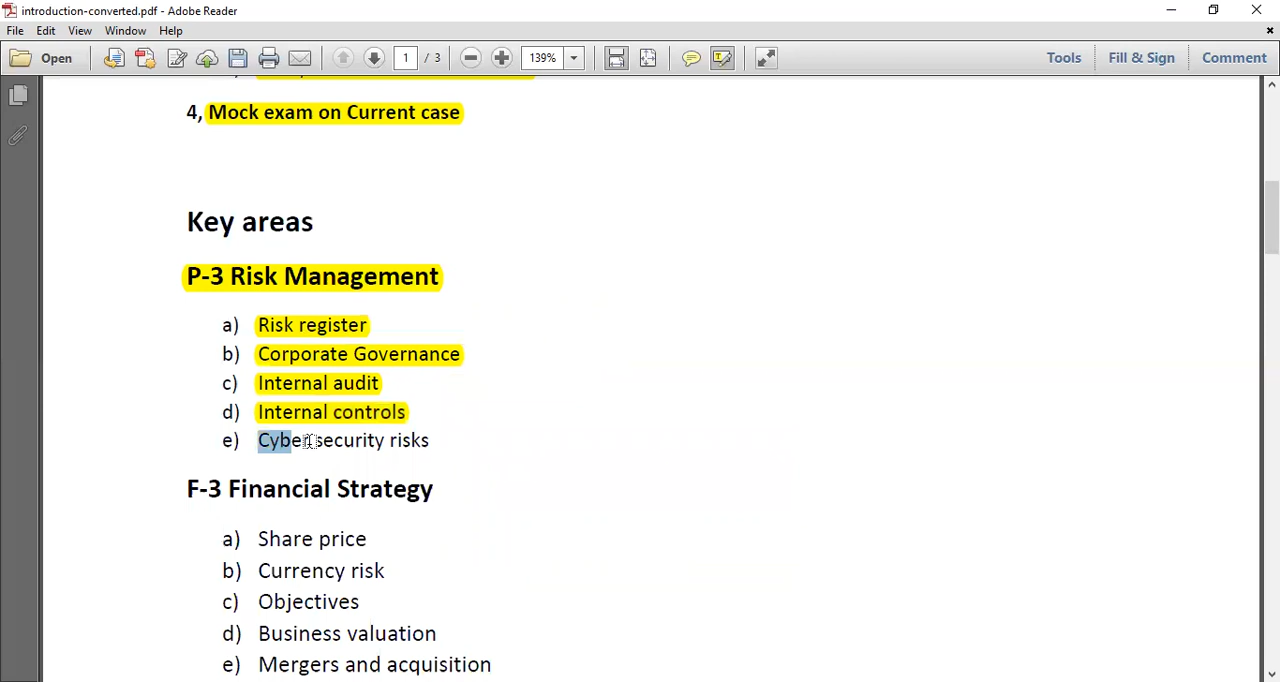 introduction-converted.pdf - Adobe Reader
File Edit View Window Help
Open 1 / 3 139% Tools Fill & Sign Comment
4, Mock exam on Current case
Key areas
P-3 Risk Management
a) Risk register
b) Corporate Governance
c) Internal audit
d) Internal controls
e) Cyber security risks
F-3 Financial Strategy
a) Share price
b) Currency risk
c) Objectives
d) Business valuation
e) Mergers and acquisition